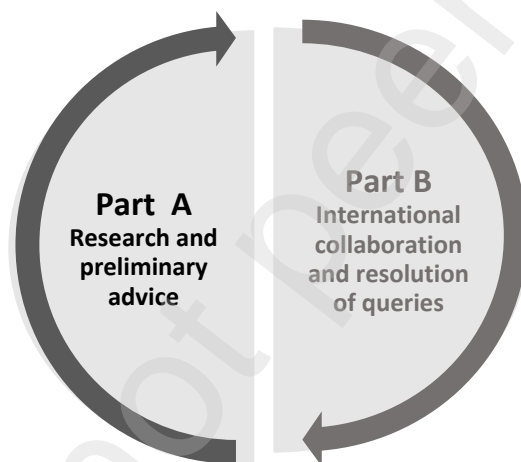 Part A
Research and
preliminary
advice
Part B
International
collaboration
and resolution
of queries